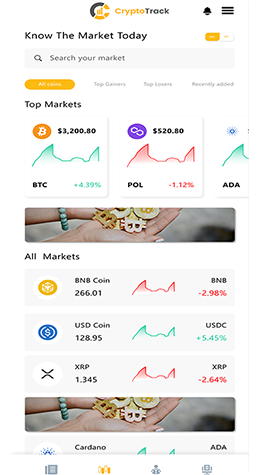 CryptoTrack
Know The Market Today
Search your market
All coins Top Gainers Top Losers Recently added
Top Markets
$3,200.80 $520.80
BTC +4.39% POL -1.12% ADA
All Markets
BNB Coin BNB
266.01 -2.98%
USD Coin USDC
128.95 +5.45%
XRP XRP
1.345 -2.64%
Cardano ADA